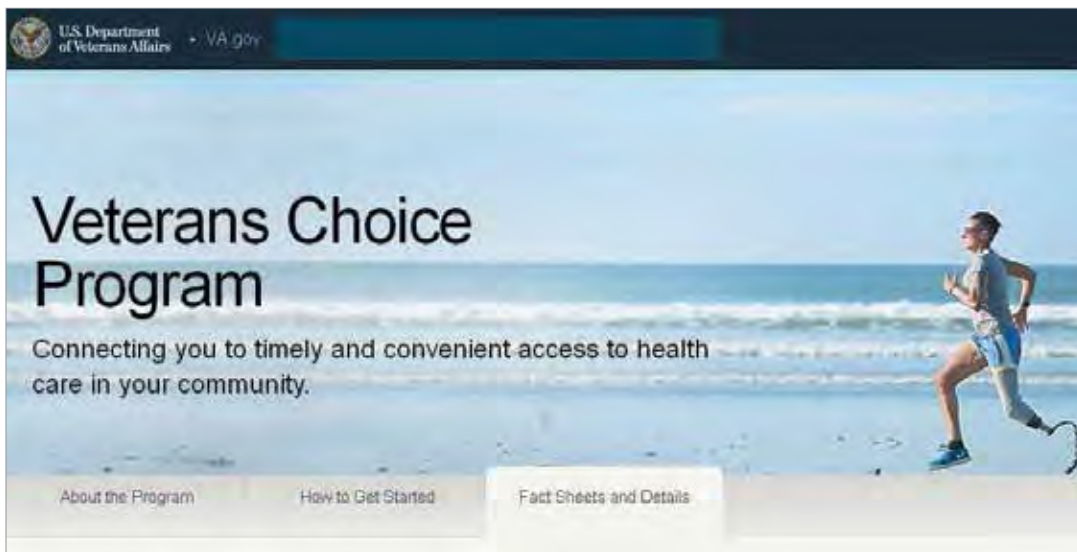 U.S. Department
of Veterans Affairs
VA.gov
Veterans Choice
Program
Connecting you to timely and convenient access to health
care in your community.
About the Program
How to Get Started
Fact Sheets and Details